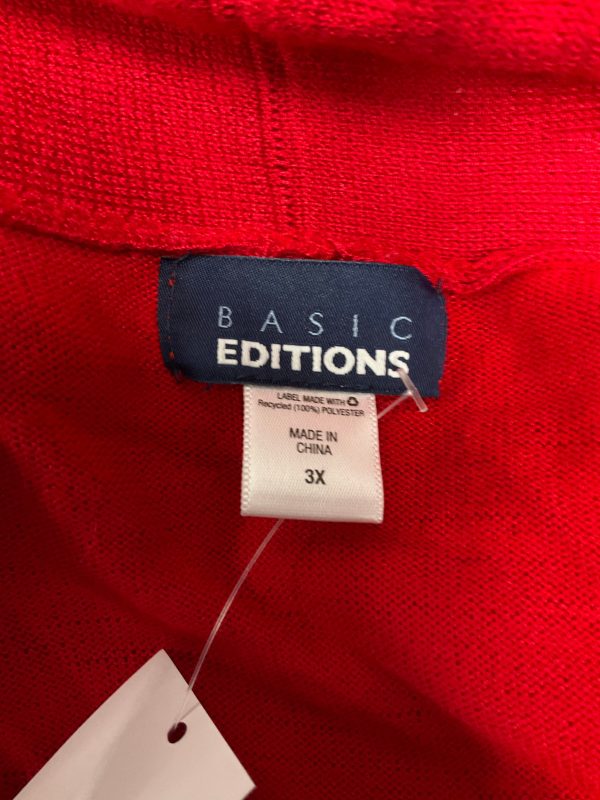 BASIC
EDITIONS
LABEL MADE WITH ♻
Recycled (100%) POLYESTER
MADE IN
CHINA
3X